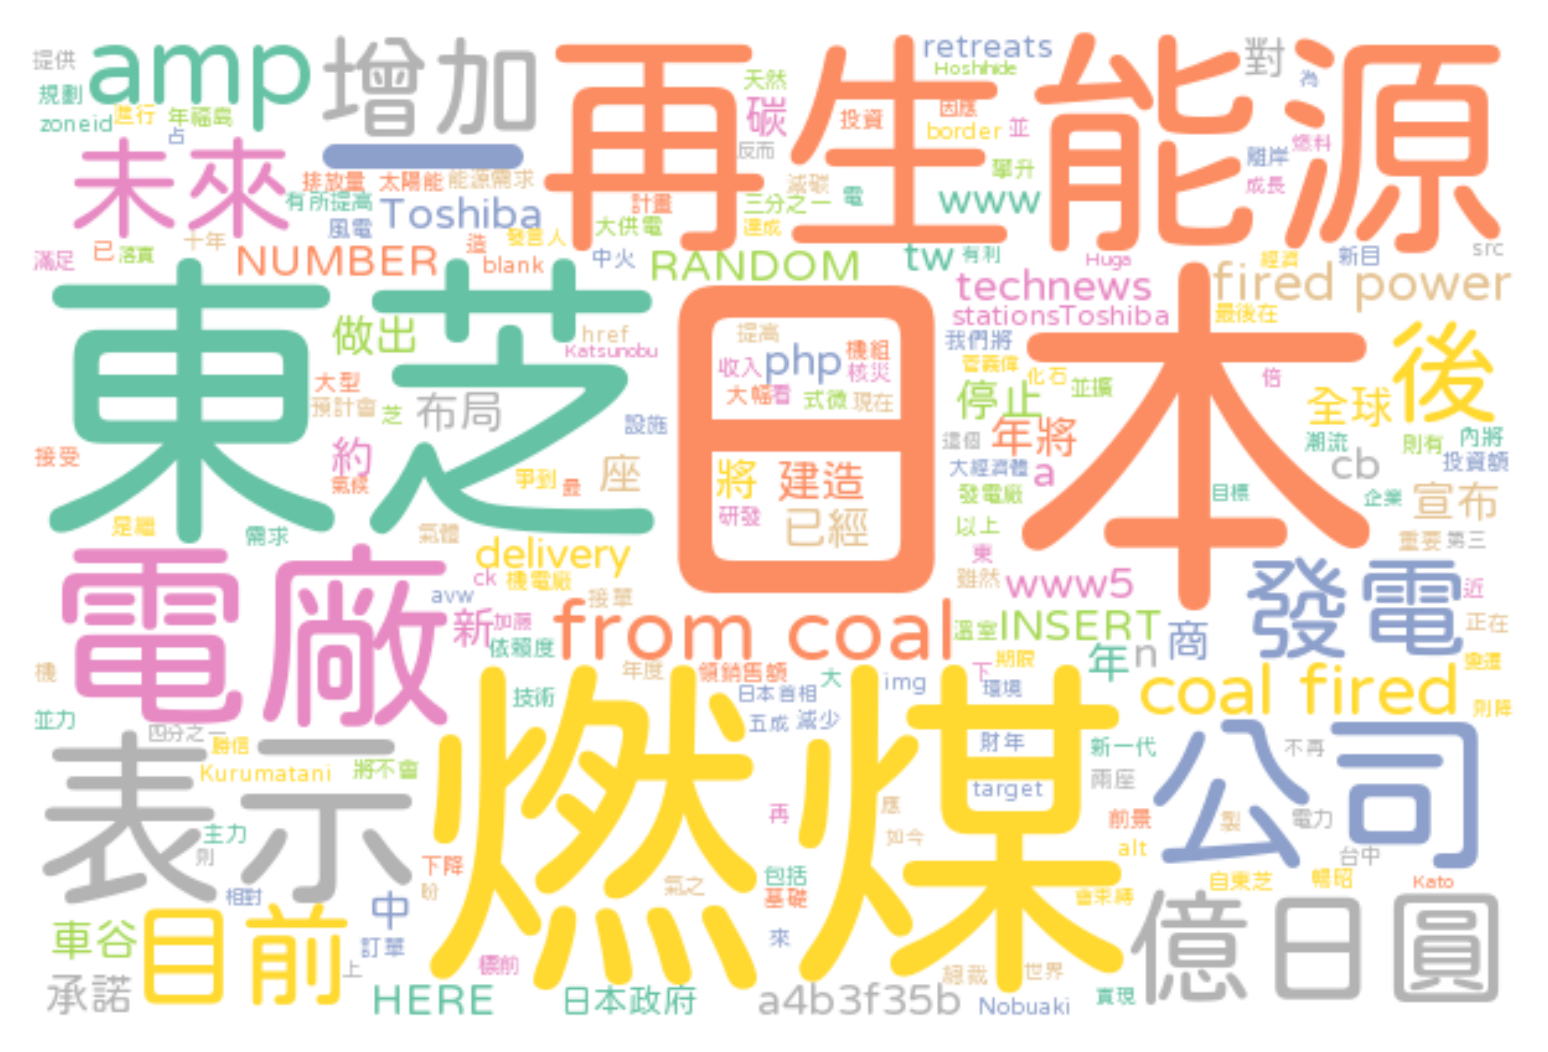 提供
amp
增加
再生能源
retreats
Hoshihide
對
為
規劃
進行
年福島
zoneid
占
天然
碳
投資
因應
border
並
燃料
離岸
成長
反而
未來
一
排放量
太陽能
能源需求
有所提高
風電
Toshiba
減碳
三分之一
電
www
攀升
計畫
大供電
達成
滿足
已
落實
十年
NUMBER
造
發言人
blank
中火
RANDOM
tw
有利
Huga
經濟
新目
src
technews
fired power
東芝
日本
stationsToshiba
最後在
做出
href
Katsunobu
提高
php
機組
收入
核災
大幅
看
式微
現在
我們將
菅義偉
化石
並擴
倍
後
大型
預計會
芝
布局
設施
停止
全球
年將
這個
大經濟體
a
潮流
則有
內將
投資額
cb
接受
約
氣候
爭到
最
座
將
建造
研發
已經
發電廠
目標
企業
宣布
以上
是繼
需求
氣體
東
重要
第三
delivery
ck
機電廠
avw
接單
雖然
www5
發電
近
電廠
新
加藤
依賴度
from coal
溫室
INSERT
商
正在
機
年度
領銷售額
大
img
下
期限
環境
年
n
coal fired
邀還
則降
並力
技術
日本首相
五成
減少
四分之一
勝信
Kurumatani
將不會
表示
燃煤
財年
新一代
公司
不再
兩座
target
再
應
如今
前景
製
電力
主力
則
alt
台中
下降
盼
氣之
包括
基礎
相對
中
自東芝
暢昭
Kato
會束縛
車谷
目前
訂單
上
來
億日圓
承諾
標前
總裁
世界
HERE
日本政府
a4b3f35b
Nobuaki
實現